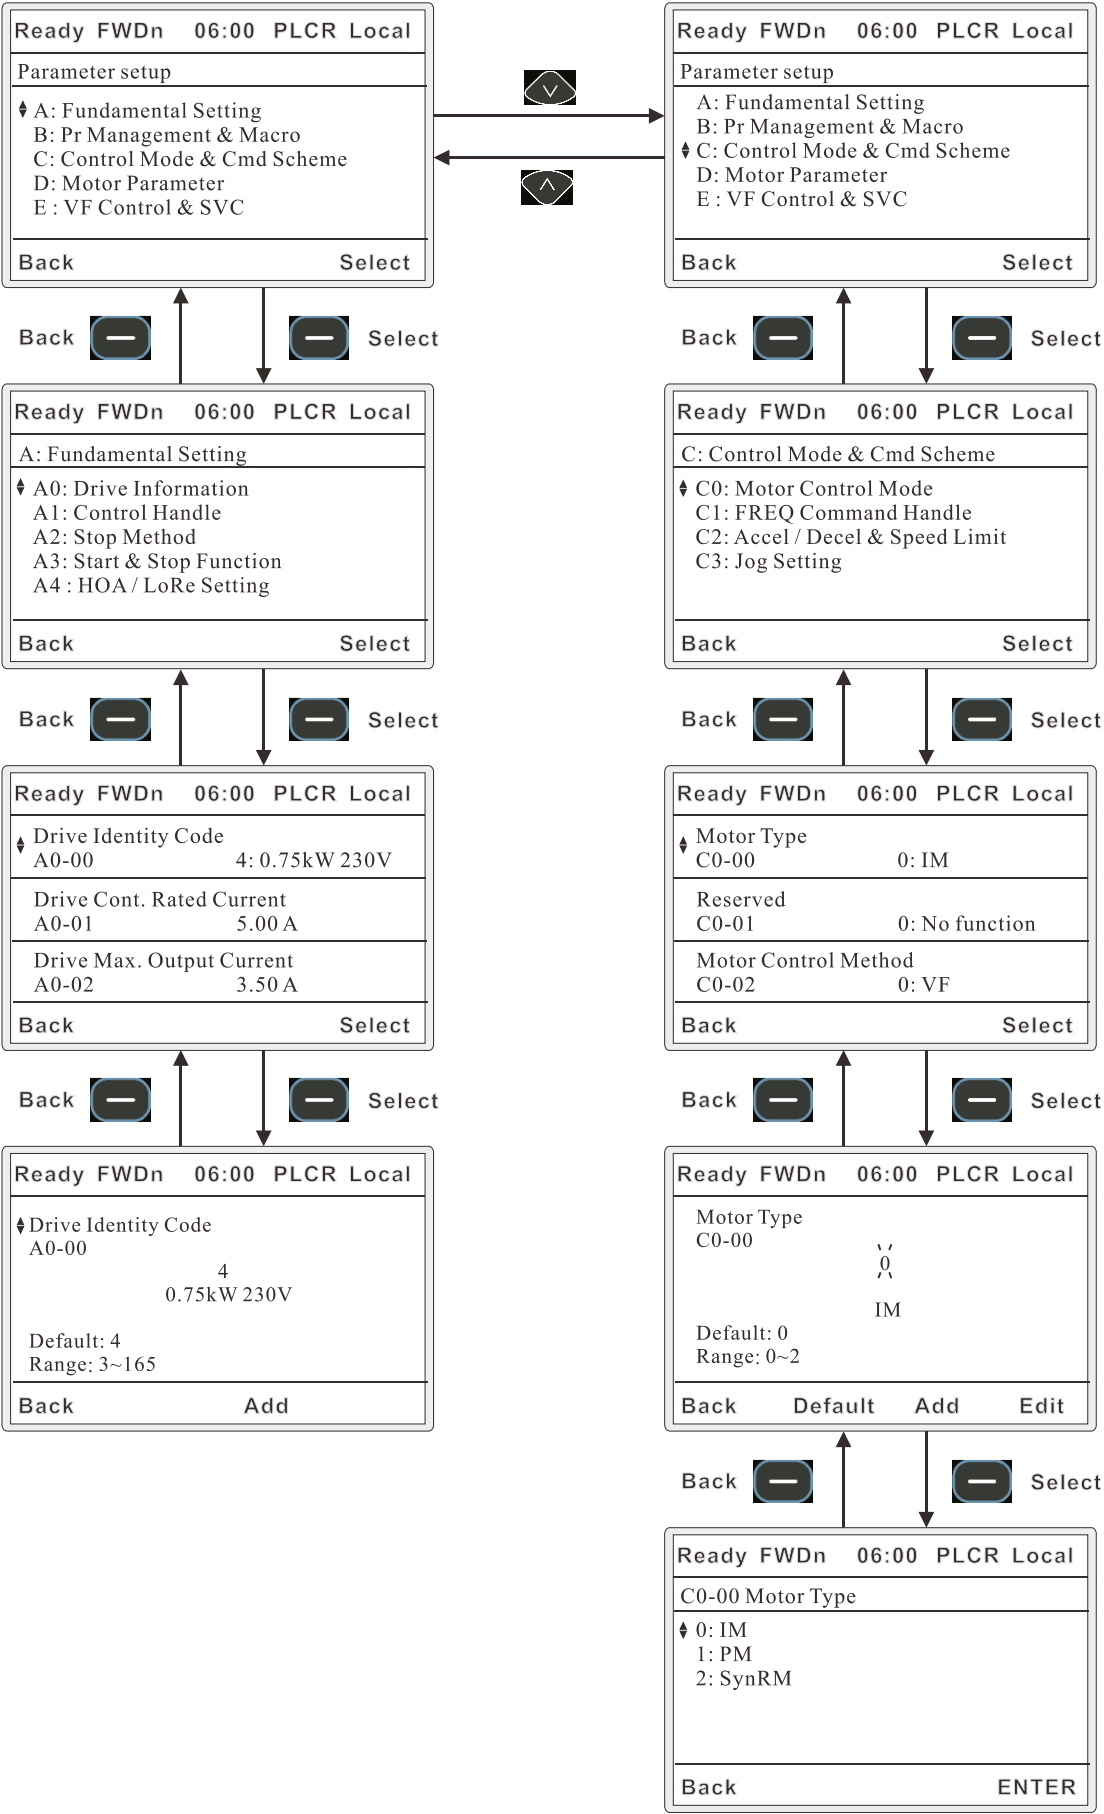 Ready FWDn 06:00 PLCR Local
Parameter setup
A: Fundamental Setting
B: Pr Management & Macro
C: Control Mode & Cmd Scheme
D: Motor Parameter
E : VF Control & SVC
Back Select
Back Select
Ready FWDn 06:00 PLCR Local
A: Fundamental Setting
A0: Drive Information
A1: Control Handle
A2: Stop Method
A3: Start & Stop Function
A4 : HOA / LoRe Setting
Back Select
Back Select
Ready FWDn 06:00 PLCR Local
Drive Identity Code
A0-00 4: 0.75kW 230V
Drive Cont. Rated Current
A0-01 5.00 A
Drive Max. Output Current
A0-02 3.50 A
Back Select
Back Select
Ready FWDn 06:00 PLCR Local
Drive Identity Code
A0-00
4
0.75kW 230V
Default: 4
Range: 3~165
Back Add
Ready FWDn 06:00 PLCR Local
Parameter setup
A: Fundamental Setting
B: Pr Management & Macro
C: Control Mode & Cmd Scheme
D: Motor Parameter
E : VF Control & SVC
Back Select
Back Select
Ready FWDn 06:00 PLCR Local
C: Control Mode & Cmd Scheme
C0: Motor Control Mode
C1: FREQ Command Handle
C2: Accel / Decel & Speed Limit
C3: Jog Setting
Back Select
Back Select
Ready FWDn 06:00 PLCR Local
Motor Type
C0-00 0: IM
Reserved
C0-01 0: No function
Motor Control Method
C0-02 0: VF
Back Select
Back Select
Ready FWDn 06:00 PLCR Local
Motor Type
C0-00
0
IM
Default: 0
Range: 0~2
Back Default Add Edit
Back Select
Ready FWDn 06:00 PLCR Local
C0-00 Motor Type
0: IM
1: PM
2: SynRM
Back ENTER